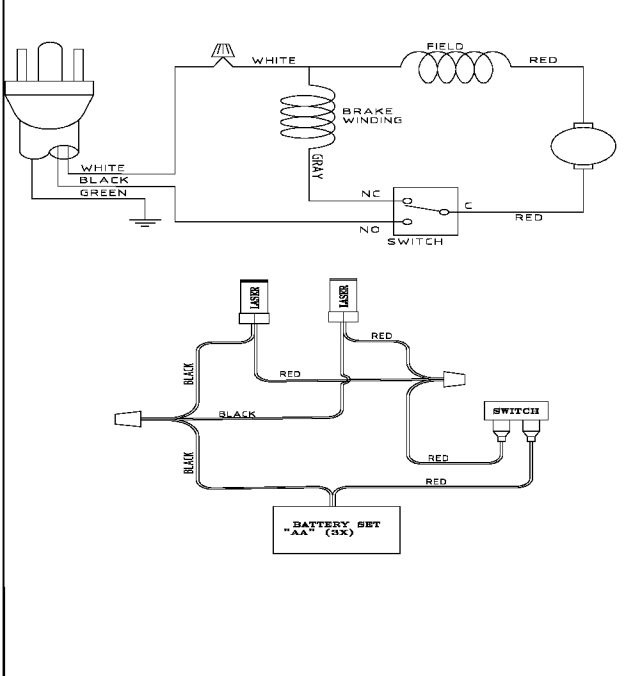 FIELD
WHITE
RED
BRAKE
WINDING
GRAY
WHITE
BLACK
GREEN
NC
C
NO
RED
SWITCH
LASER
LASER
RED
BLACK
RED
BLACK
SWITCH
BLACK
RED
RED
BATTERY SET
"AA" (3X)